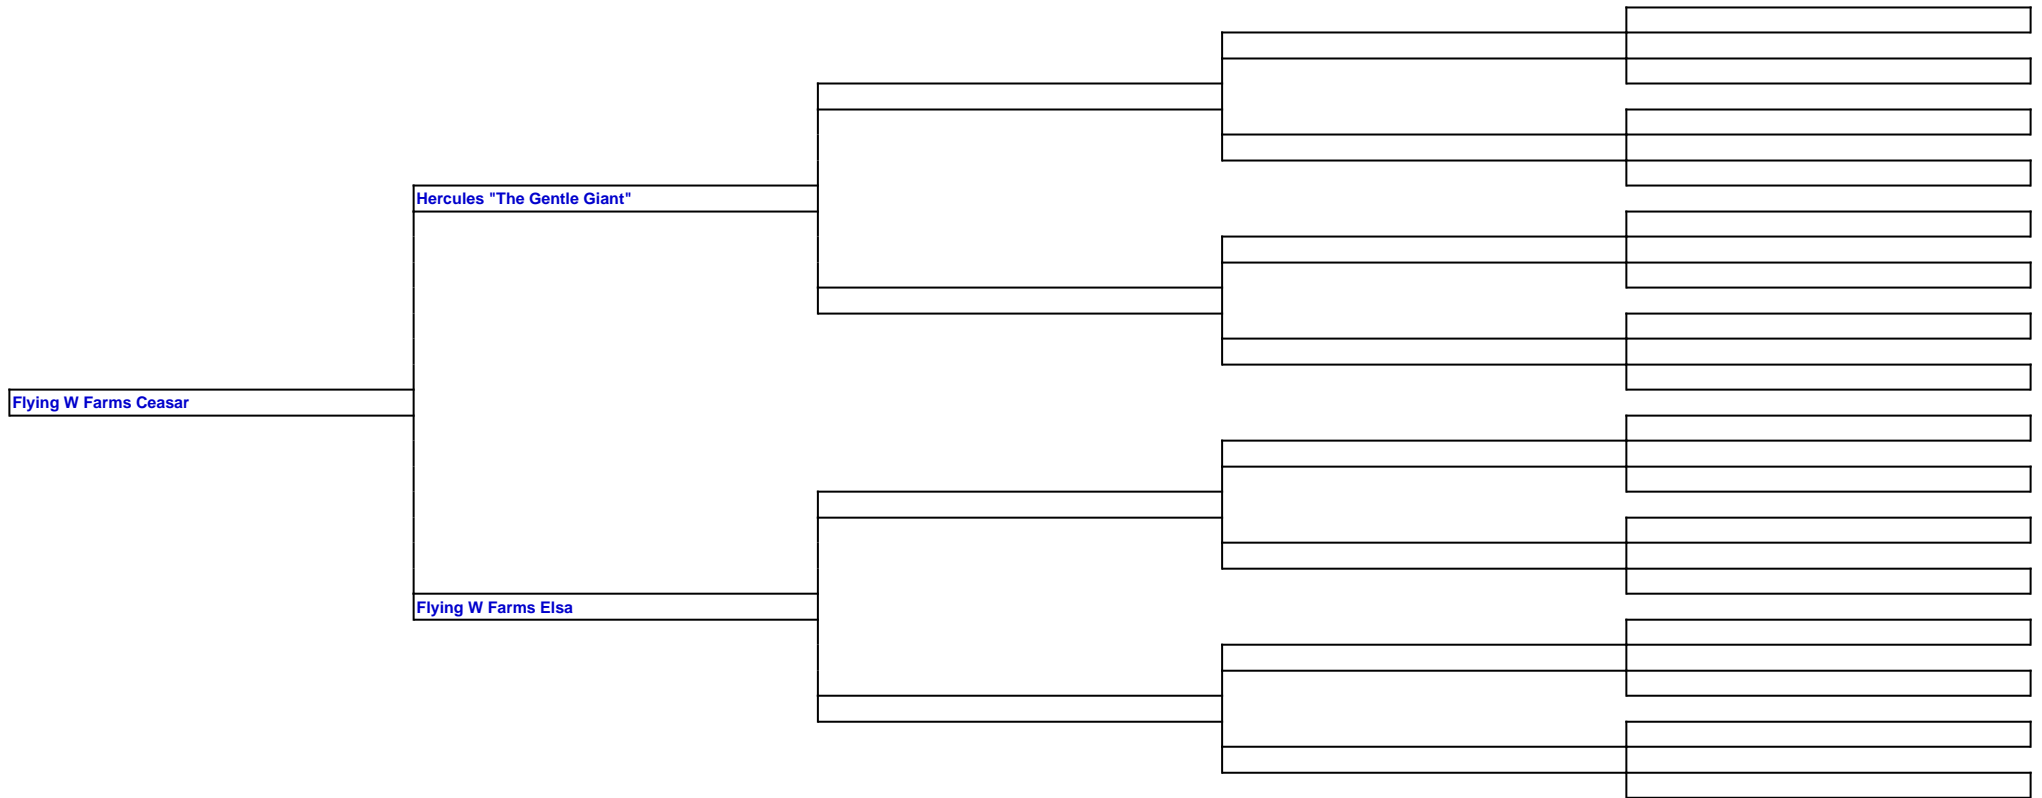 Hercules "The Gentle Giant"
Flying W Farms Ceasar
Flying W Farms Elsa